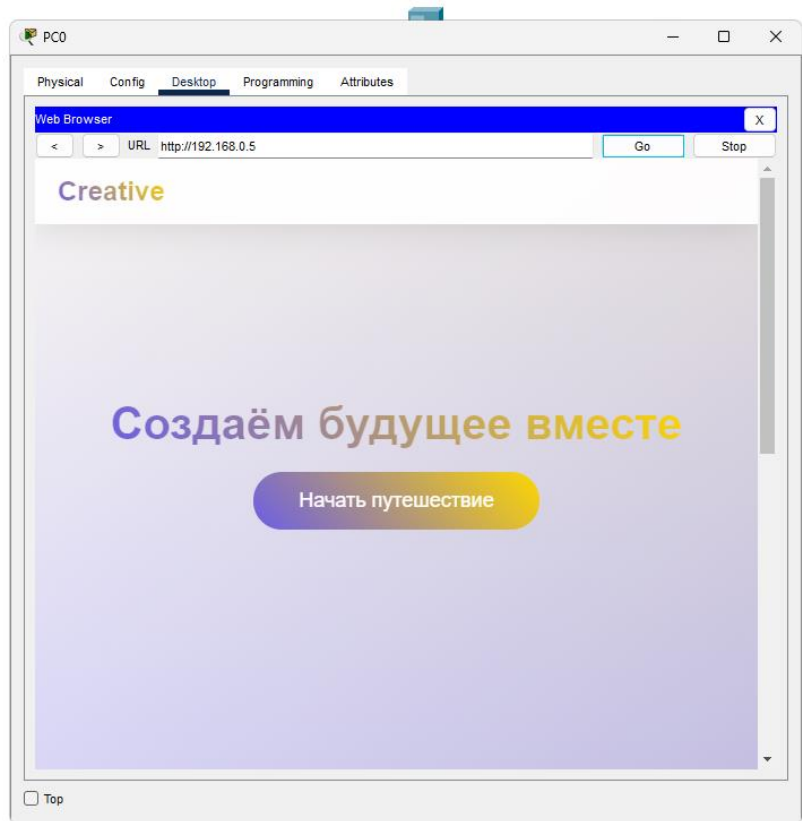 PC0
Physical Config Desktop Programming Attributes
Web Browser X
< > URL http://192.168.0.5 Go Stop
Creative
Создаём будущее вместе
Начать путешествие
Top